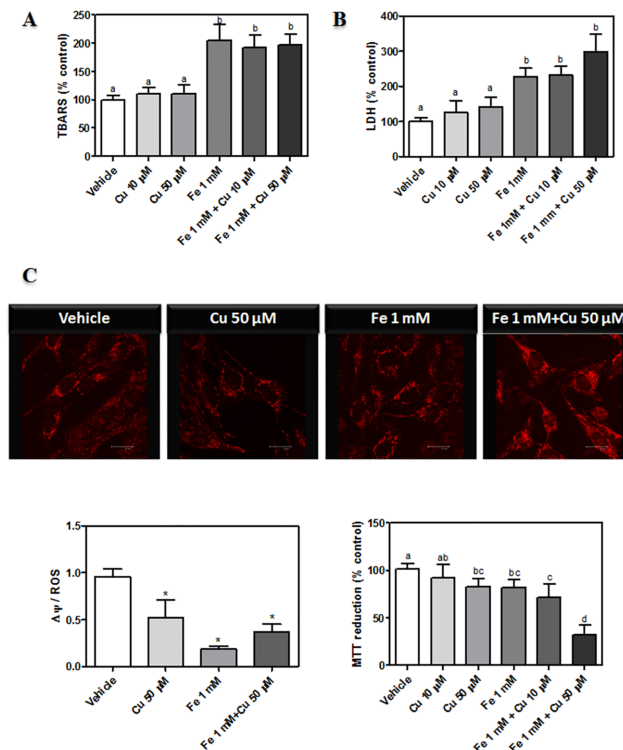 A
TBARS (% control)
250
200
150
100
50
0
a
a
a
b
b
b
Vehicle
Cu 10 µM
Cu 50 µM
Fe 1 mM
Fe 1 mM + Cu 10 µM
Fe 1 mM + Cu 50 µM
B
LDH (% control)
400
300
200
100
0
a
a
a
b
b
b
Vehicle
Cu 10 µM
Cu 50 µM
Fe 1mM
Fe 1mM + Cu 10 µM
Fe 1 mm + Cu 50 µM
C
Vehicle
Cu 50 µM
Fe 1 mM
Fe 1 mM+Cu 50 µM
Δψ / ROS
1.5
1.0
0.5
0.0
*
*
*
Vehicle
Cu 50 µM
Fe 1 mM
Fe 1 mM+Cu 50 µM
MTT reduction (% control)
150
100
50
0
a
ab
bc
bc
c
d
Vehicle
Cu 10 µM
Cu 50 µM
Fe 1 mM
Fe 1 mM + Cu 10 µM
Fe 1 mM + Cu 50 µM